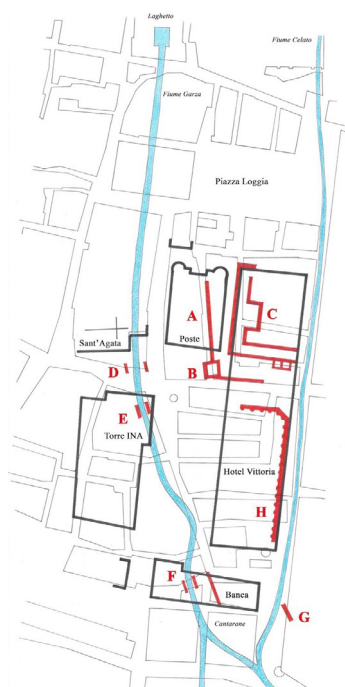 Laghetto
Fiume Celato
Fiume Garza
Piazza Loggia
A
C
Poste
Sant'Agata
D
B
E
Torre INA
Hotel Vittoria
H
F
Banca
G
Cantarane